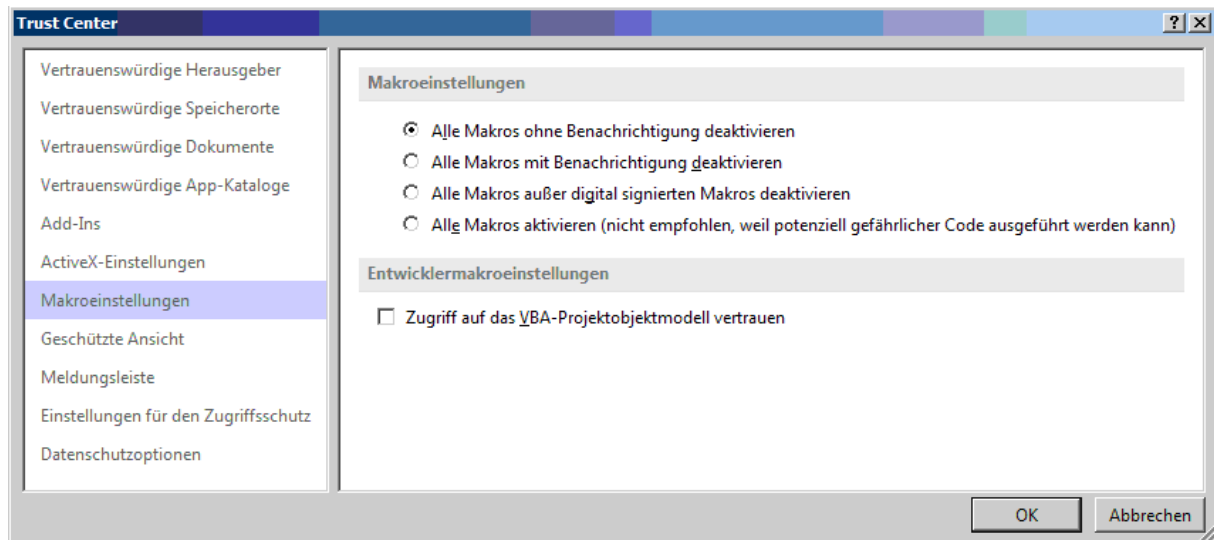 Trust Center
? X
Vertrauenswürdige Herausgeber
Vertrauenswürdige Speicherorte
Vertrauenswürdige Dokumente
Vertrauenswürdige App-Kataloge
Add-Ins
ActiveX-Einstellungen
Makroeinstellungen
Geschützte Ansicht
Meldungsleiste
Einstellungen für den Zugriffsschutz
Datenschutzoptionen
Makroeinstellungen
Alle Makros ohne Benachrichtigung deaktivieren
Alle Makros mit Benachrichtigung deaktivieren
Alle Makros außer digital signierten Makros deaktivieren
Alle Makros aktivieren (nicht empfohlen, weil potenziell gefährlicher Code ausgeführt werden kann)
Entwicklermakroeinstellungen
Zugriff auf das VBA-Projektobjektmodell vertrauen
OK
Abbrechen